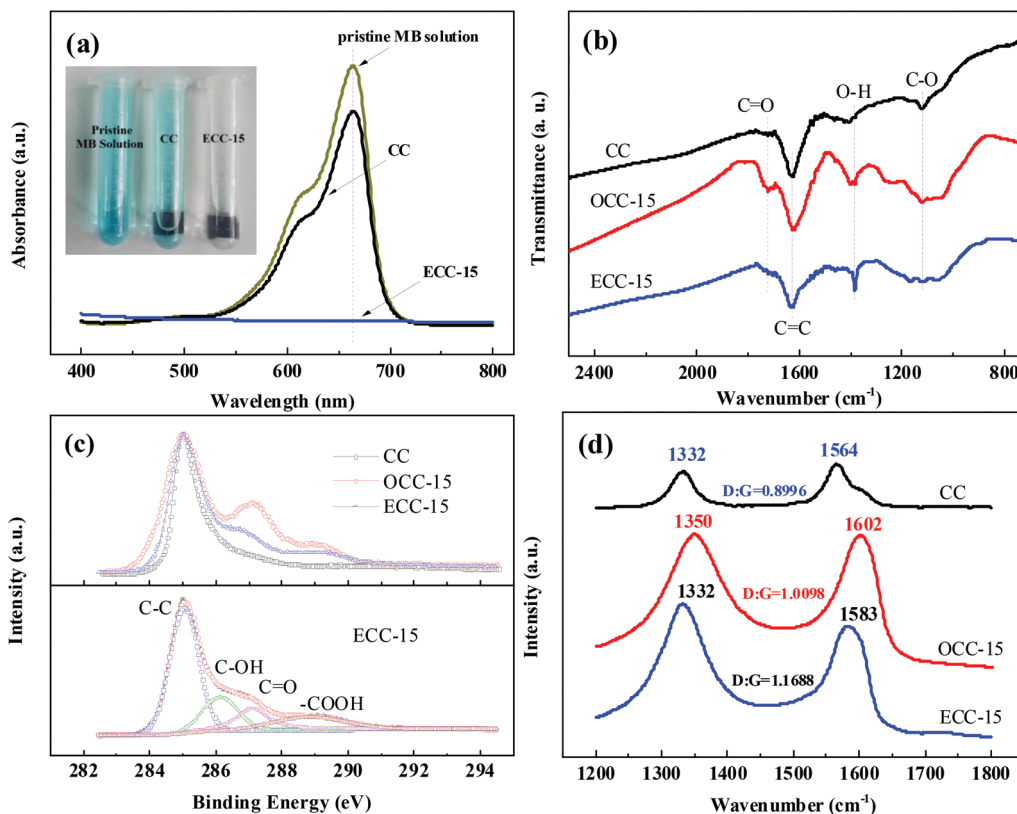 (a)
pristine MB solution
Pristine
MB Solution
CC
ECC-15
CC
ECC-15
Absorbance (a.u.)
400 500 600 700 800
Wavelength (nm)
(b)
C=O
O-H
C-O
CC
OCC-15
ECC-15
C=C
Transmittance (a. u.)
2400 2000 1600 1200 800
Wavenumber (cm⁻¹)
(c)
CC
OCC-15
ECC-15
C-C
ECC-15
C-OH
C=O
-COOH
Intensity (a.u.)
282 284 286 288 290 292 294
Binding Energy (eV)
(d)
1332
1564
D:G=0.8996
CC
1350
1602
D:G=1.0098
OCC-15
1332
1583
D:G=1.1688
ECC-15
Intensity (a.u.)
1200 1300 1400 1500 1600 1700 1800
Wavenumber (cm⁻¹)